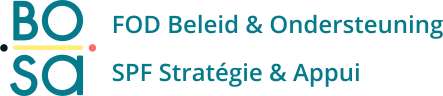 BO
sa
FOD Beleid & Ondersteuning
SPF Stratégie & Appui